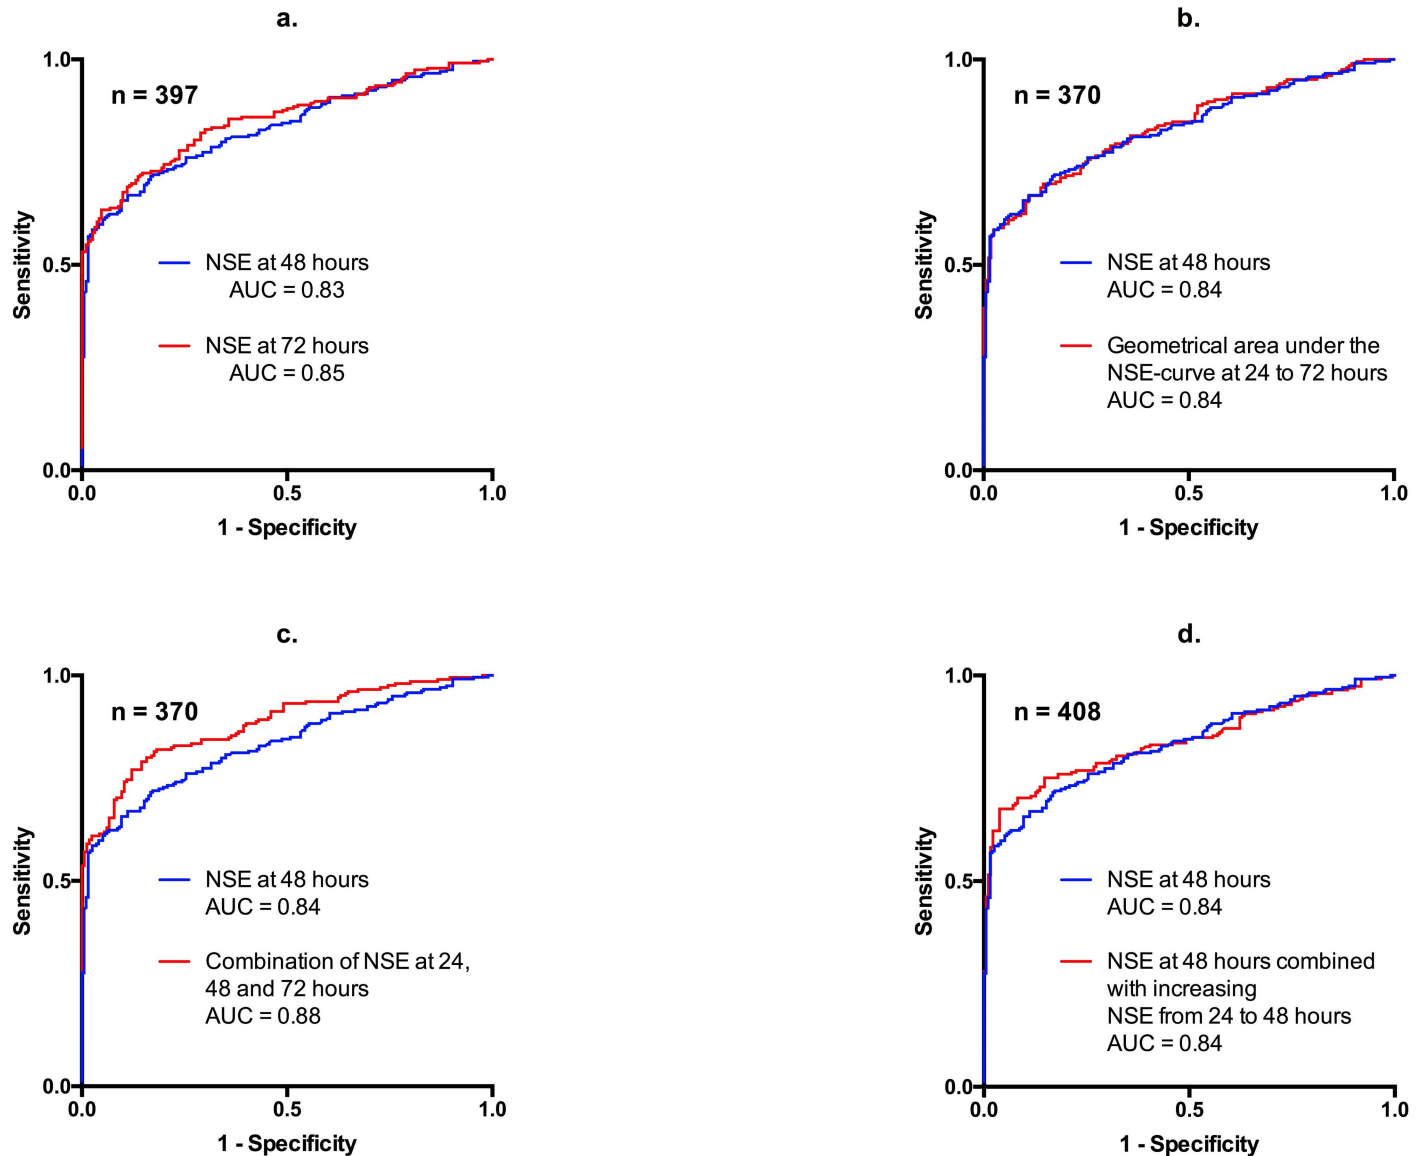 a.
1.0
n = 397
0.5
NSE at 48 hours
AUC = 0.83
NSE at 72 hours
AUC = 0.85
0.0
0.0 0.5 1.0
Sensitivity
1 - Specificity
b.
1.0
n = 370
0.5
NSE at 48 hours
AUC = 0.84
Geometrical area under the
NSE-curve at 24 to 72 hours
AUC = 0.84
0.0
0.0 0.5 1.0
Sensitivity
1 - Specificity
c.
1.0
n = 370
0.5
NSE at 48 hours
AUC = 0.84
Combination of NSE at 24,
48 and 72 hours
AUC = 0.88
0.0
0.0 0.5 1.0
Sensitivity
1 - Specificity
d.
1.0
n = 408
0.5
NSE at 48 hours
AUC = 0.84
NSE at 48 hours combined
with increasing
NSE from 24 to 48 hours
AUC = 0.84
0.0
0.0 0.5 1.0
Sensitivity
1 - Specificity